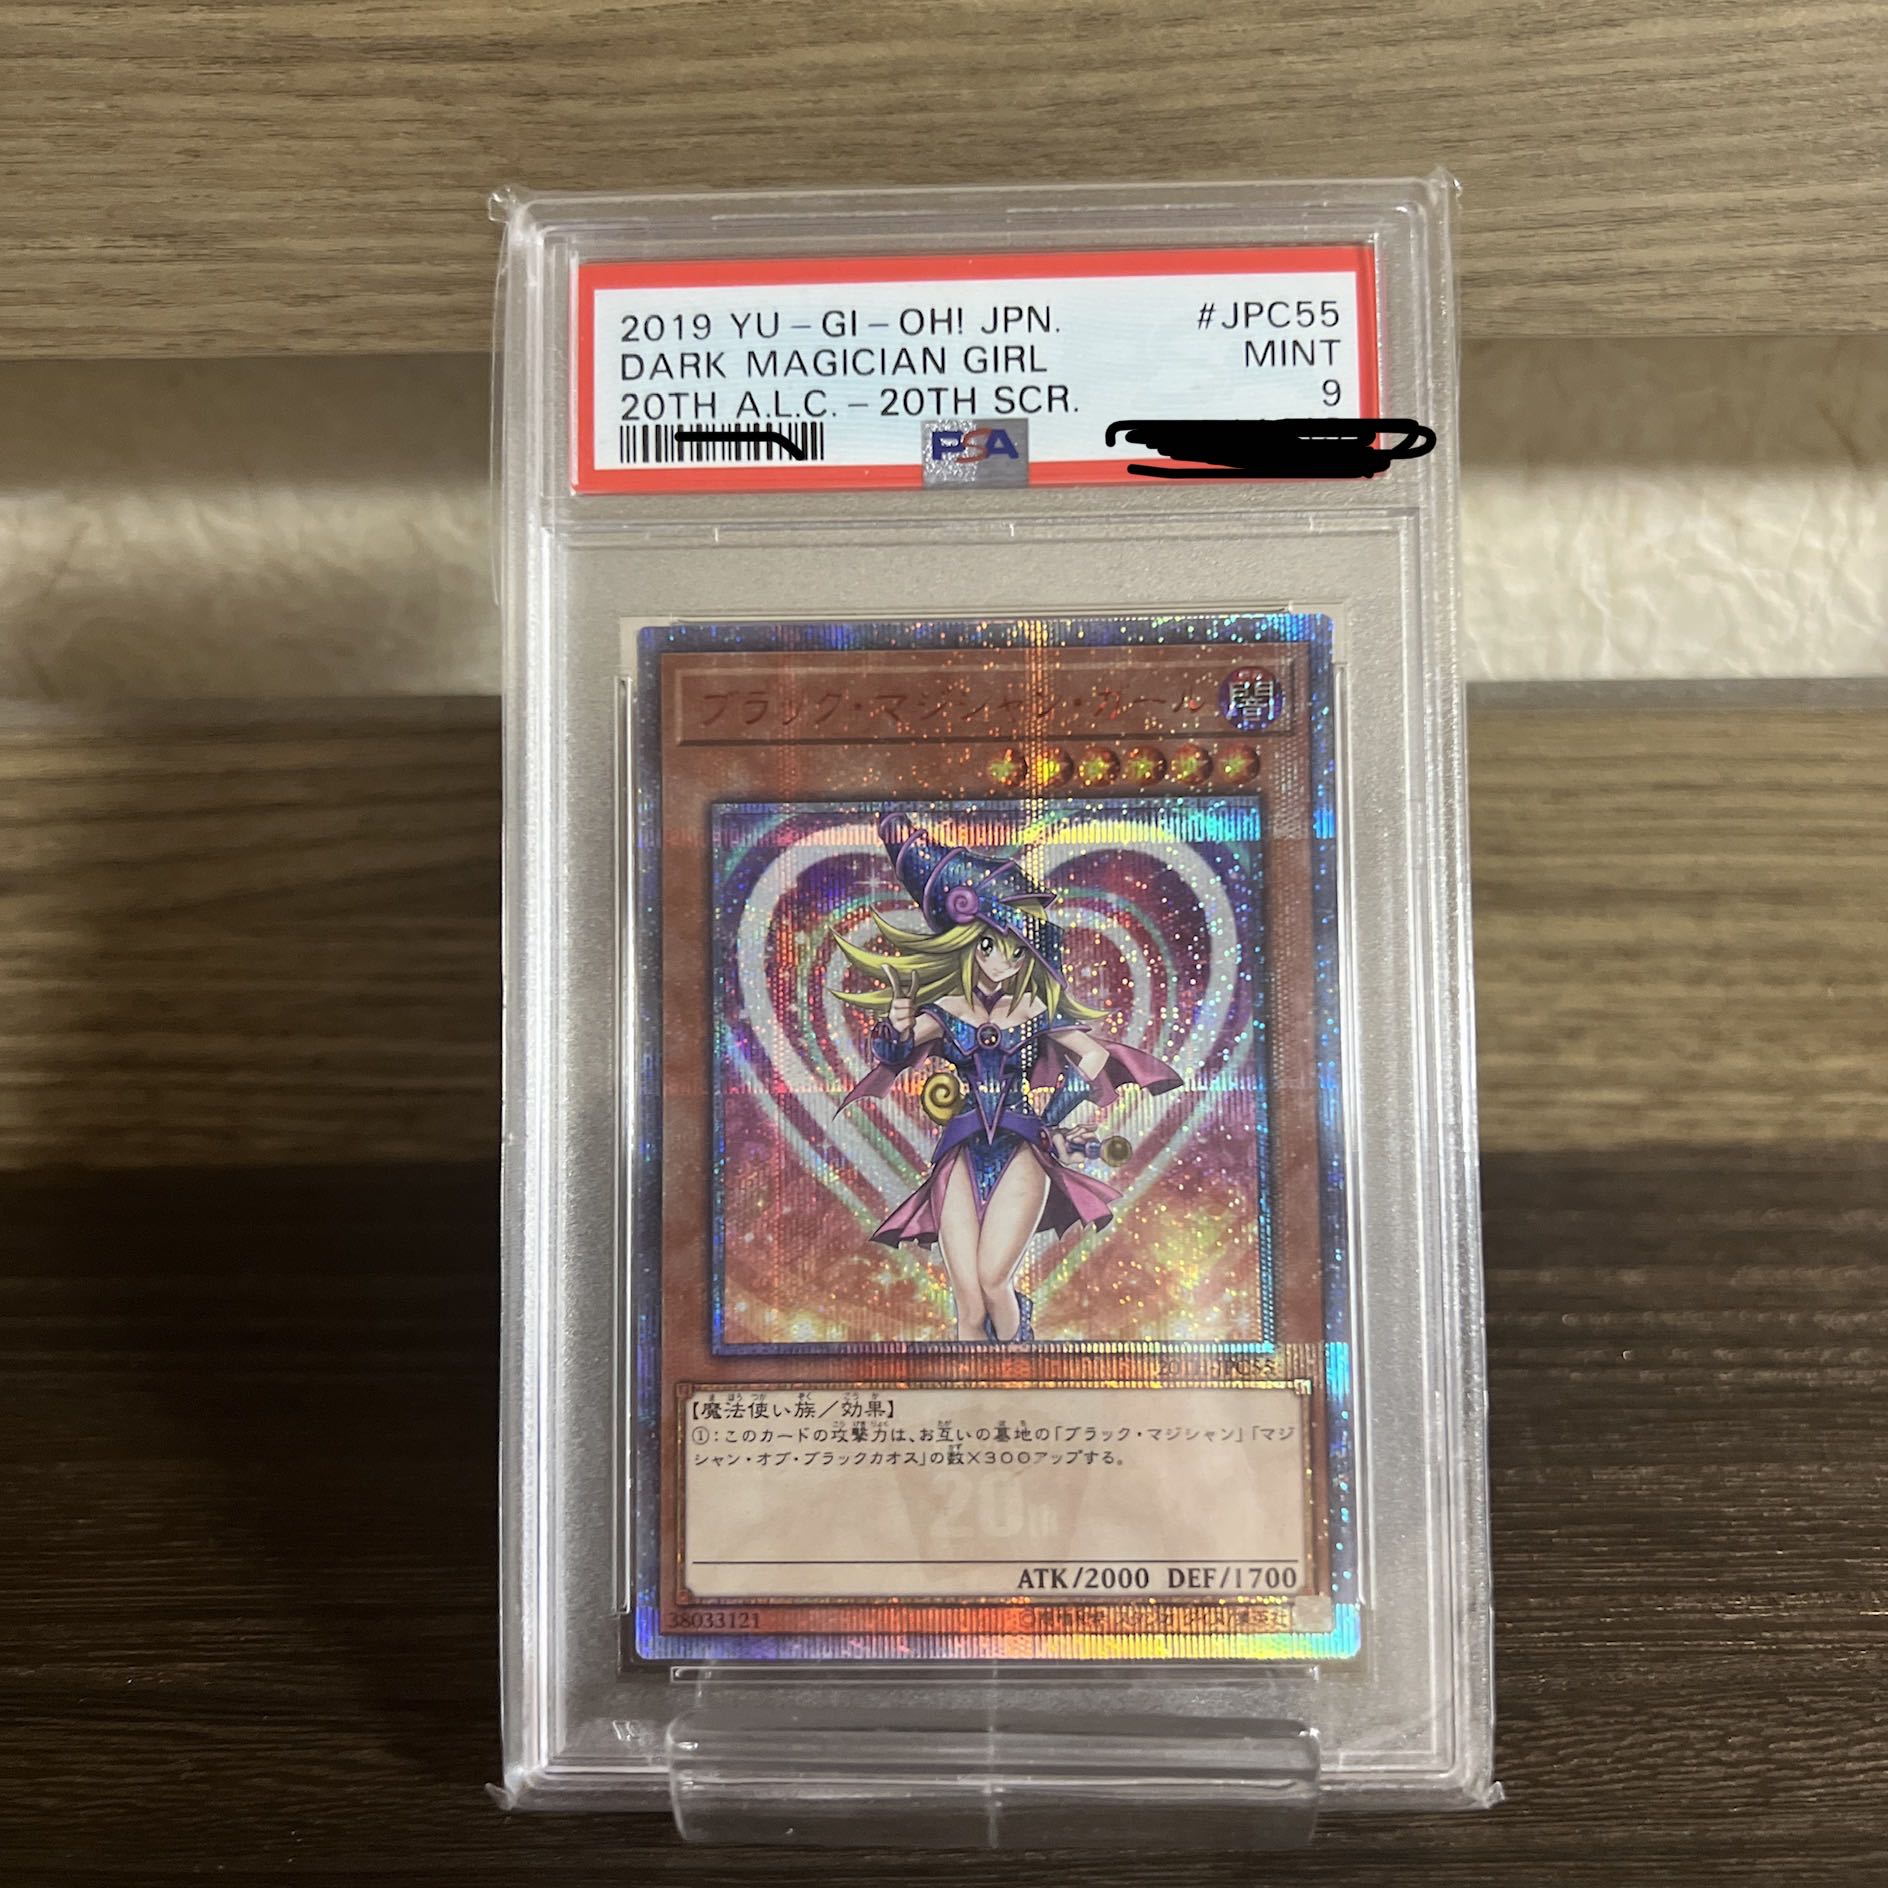 2019 YU-GI-OH! JPN. #JPC55
DARK MAGICIAN GIRL MINT
20TH A.L.C.-20TH SCR. 9
PSA
ブラック・マジシャン・ガール 闇
20TH-JPC55
【魔法使い族/効果】
①:このカードの攻撃力は、お互いの墓地の「ブラック・マジシャン」「マジ
シャン・オブ・ブラックカオス」の数×300アップする。
20th
ATK/2000 DEF/1700
38033121